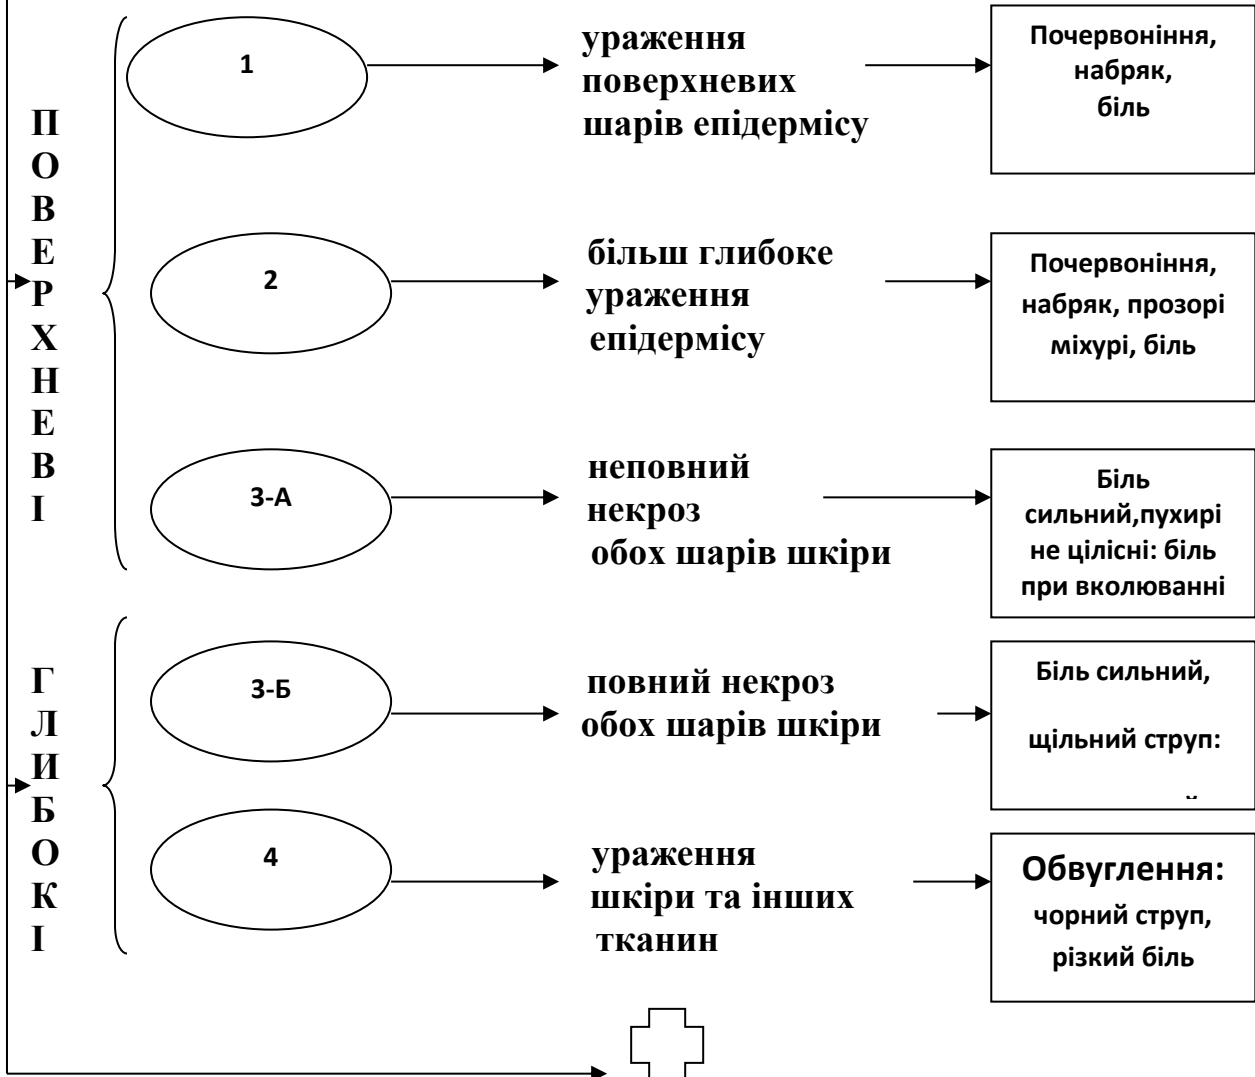 ПОВЕРХНЕВІ
1
ураження
поверхневих
шарів епідермісу
Почервоніння,
набряк,
біль
2
більш глибоке
ураження
епідермісу
Почервоніння,
набряк, прозорі
міхурі, біль
3-А
неповний
некроз
обох шарів шкіри
Біль
сильний,пухирі
не цілісні: біль
при вколюванні
ГЛИБОКІ
3-Б
повний некроз
обох шарів шкіри
Біль сильний,
щільний струп:
4
ураження
шкіри та інших
тканин
Обвуглення:
чорний струп,
різкий біль